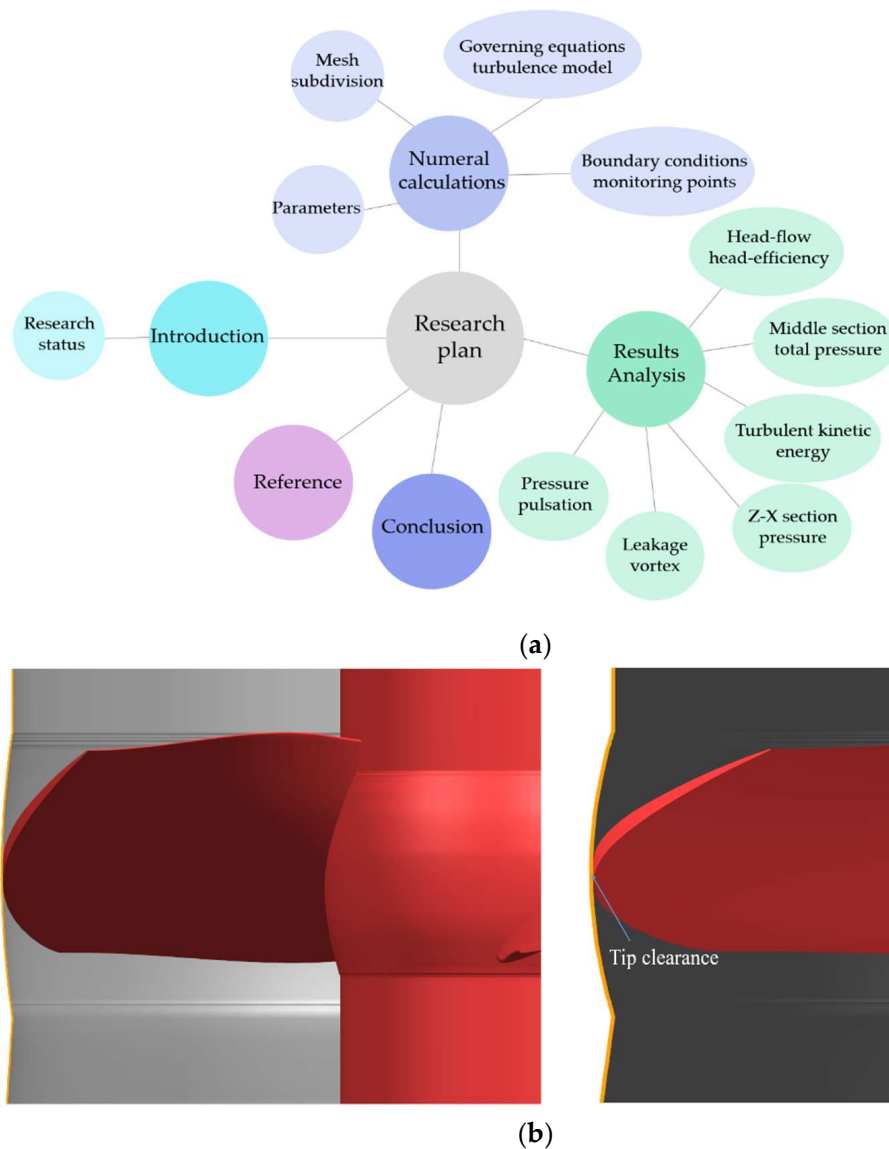 Mesh
subdivision
Governing equations
turbulence model
Numeral
calculations
Boundary conditions
monitoring points
Parameters
Head-flow
head-efficiency
Research
status
Introduction
Research
plan
Results
Analysis
Middle section
total pressure
Turbulent kinetic
energy
Reference
Pressure
pulsation
Z-X section
pressure
Conclusion
Leakage
vortex
(a)
Tip clearance
(b)